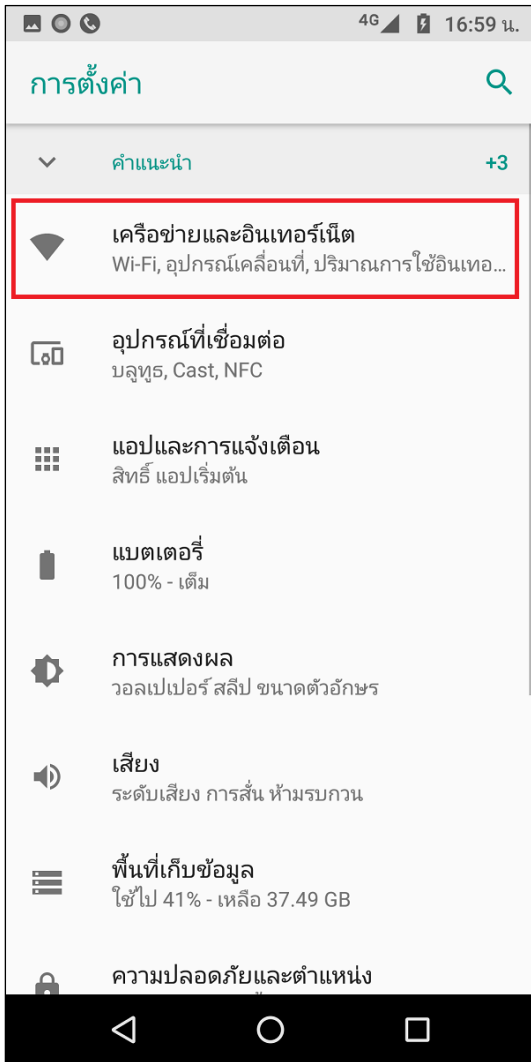 4G 16:59 น.
การตั้งค่า
คำแนะนำ +3
เครือข่ายและอินเทอร์เน็ต
Wi-Fi, อุปกรณ์เคลื่อนที่, ปริมาณการใช้อินเทอ...
อุปกรณ์ที่เชื่อมต่อ
บลูทูธ, Cast, NFC
แอปและการแจ้งเตือน
สิทธิ์ แอปเริ่มต้น
แบตเตอรี่
100% - เต็ม
การแสดงผล
วอลเปเปอร์ สลีป ขนาดตัวอักษร
เสียง
ระดับเสียง การสั่น ห้ามรบกวน
พื้นที่เก็บข้อมูล
ใช้ไป 41% - เหลือ 37.49 GB
ความปลอดภัยและตำแหน่ง